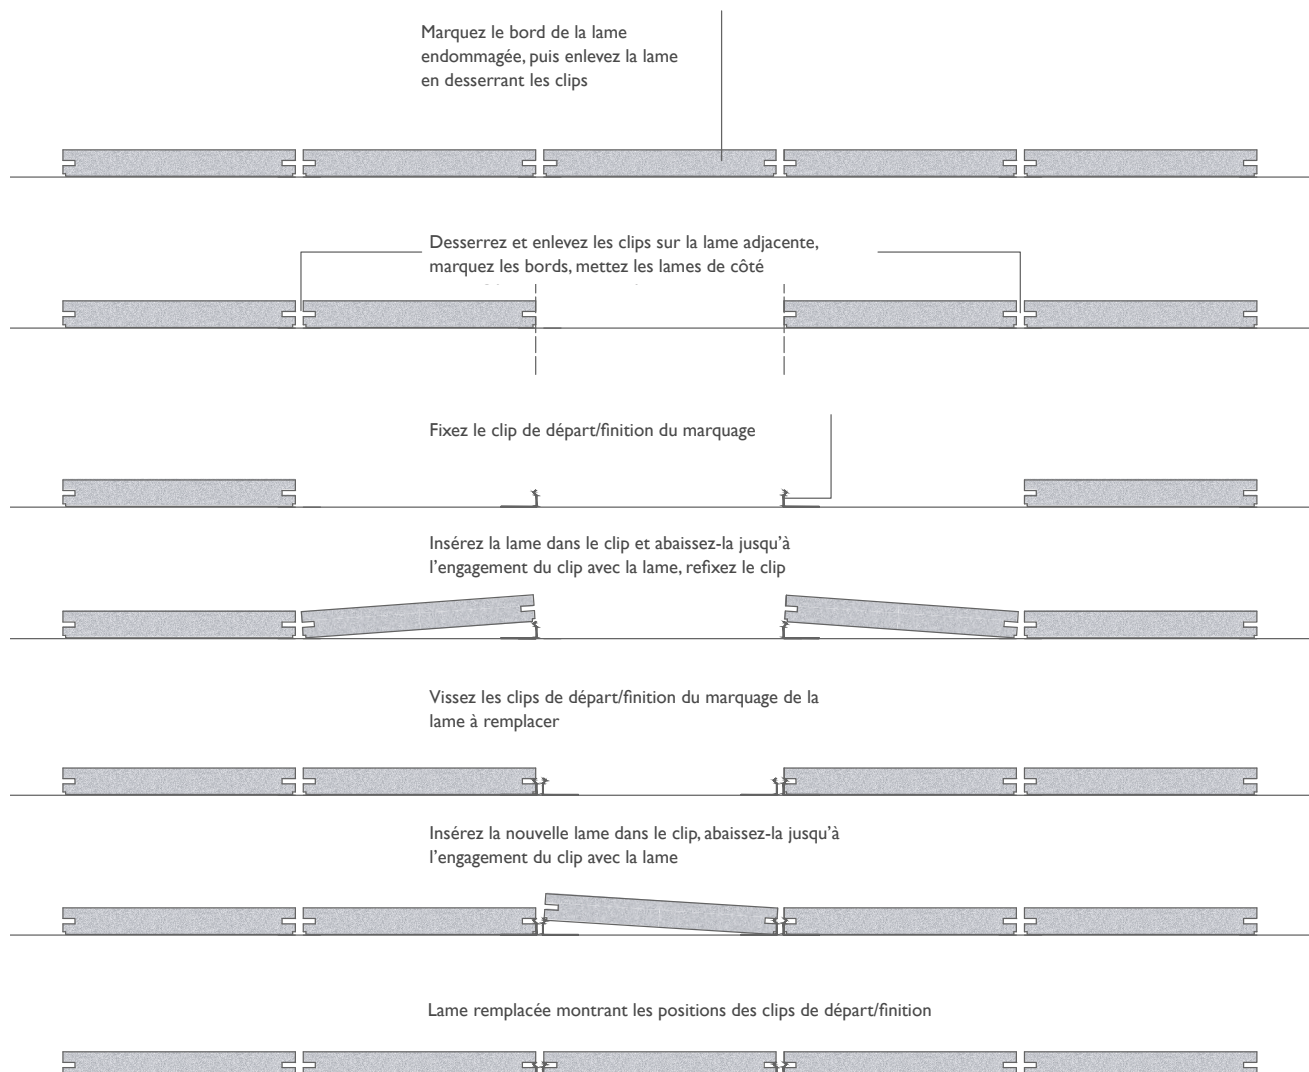 Marquez le bord de la lame
endommagée, puis enlevez la lame
en desserrant les clips
Desserrez et enlevez les clips sur la lame adjacente,
marquez les bords, mettez les lames de côté
Fixez le clip de départ/finition du marquage
Insérez la lame dans le clip et abaissez-la jusqu’à
l’engagement du clip avec la lame, refixez le clip
Vissez les clips de départ/finition du marquage de la
lame à remplacer
Insérez la nouvelle lame dans le clip, abaissez-la jusqu’à
l’engagement du clip avec la lame
Lame remplacée montrant les positions des clips de départ/finition